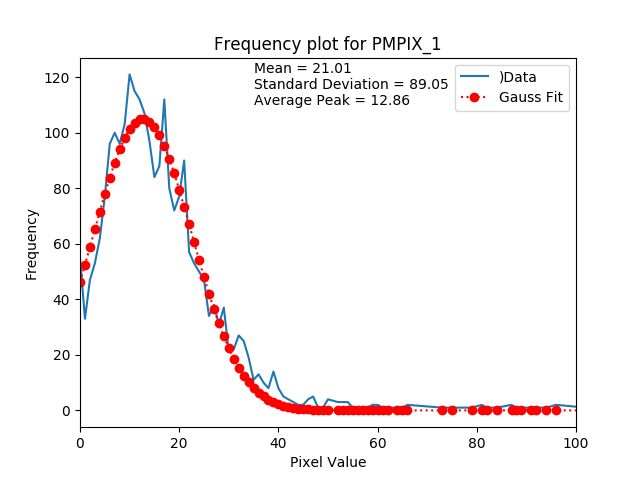 Frequency plot for PMPIX_1
Mean = 21.01
Standard Deviation = 89.05
Average Peak = 12.86
)Data
Gauss Fit
Frequency
120
100
80
60
40
20
0
0 20 40 60 80 100
Pixel Value